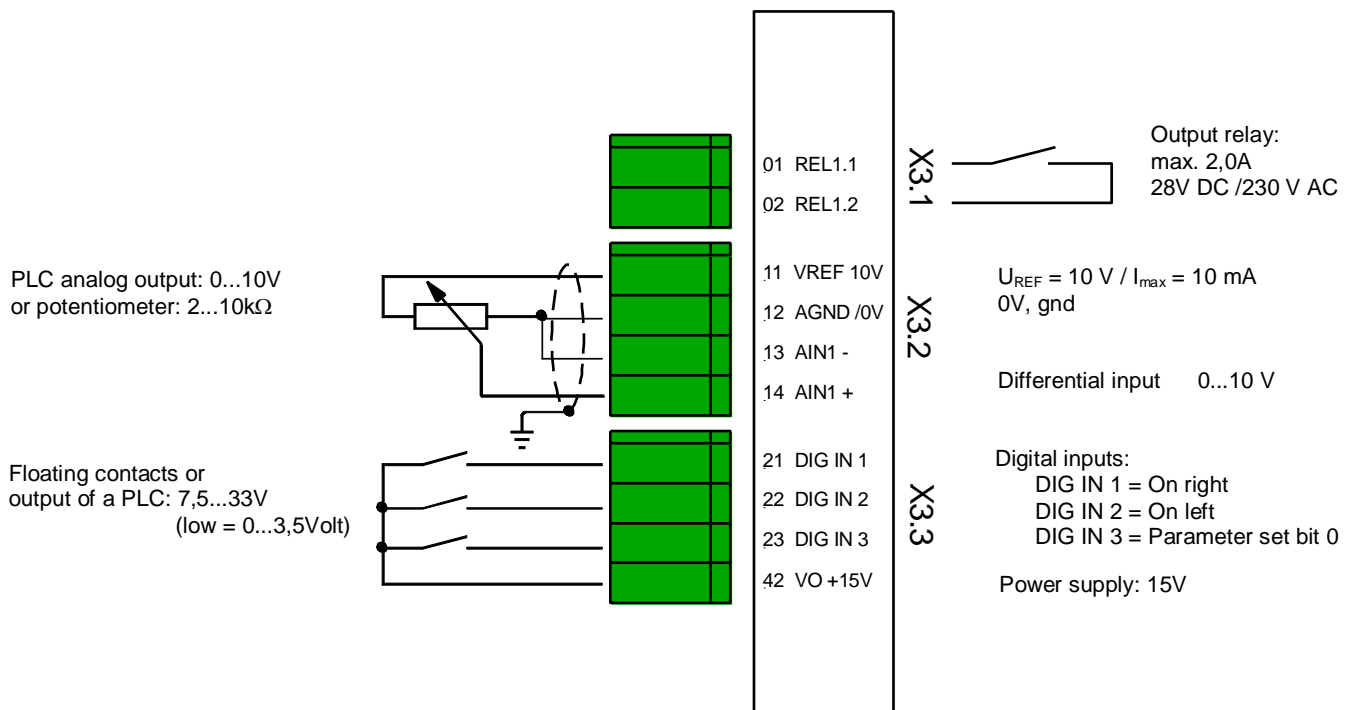 Output relay:
max. 2,0A
28V DC /230 V AC
01 REL1.1
02 REL1.2
X3.1
PLC analog output: 0...10V
or potentiometer: 2...10kΩ
11 VREF 10V
12 AGND /0V
13 AIN1 -
14 AIN1 +
X3.2
UREF = 10 V / Imax = 10 mA
0V, gnd
Differential input 0...10 V
Floating contacts or
output of a PLC: 7,5...33V
(low = 0...3,5Volt)
21 DIG IN 1
22 DIG IN 2
23 DIG IN 3
42 VO +15V
X3.3
Digital inputs:
DIG IN 1 = On right
DIG IN 2 = On left
DIG IN 3 = Parameter set bit 0
Power supply: 15V